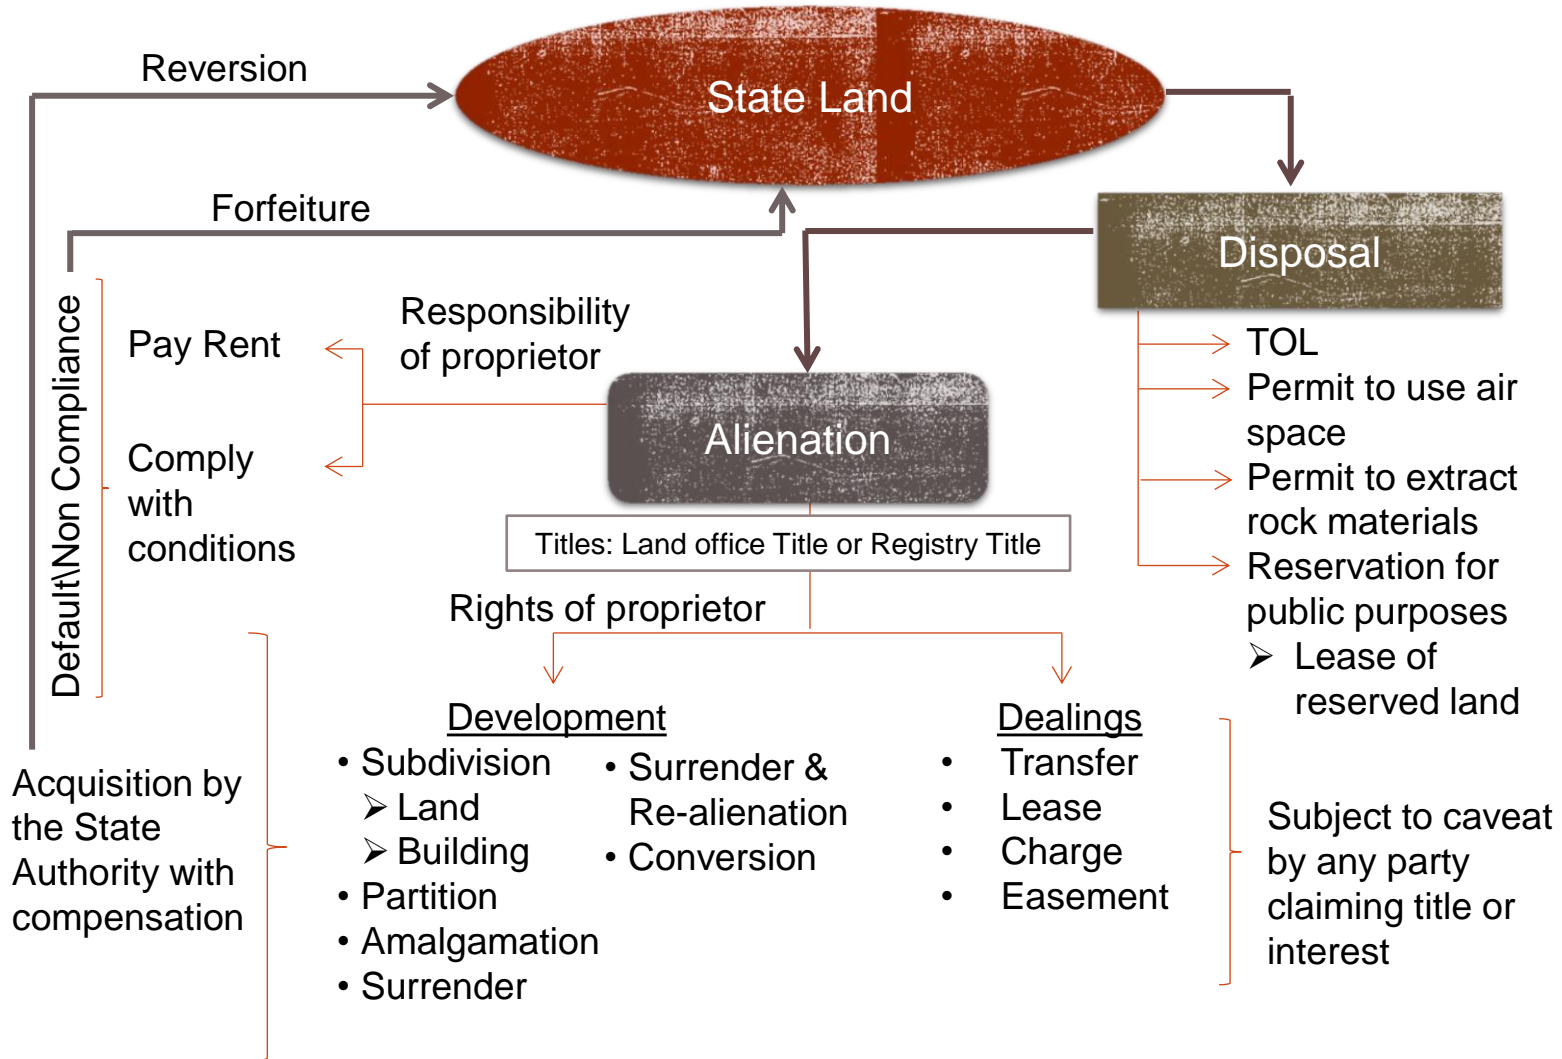 Reversion
State Land
Forfeiture
Disposal
Default\Non Compliance
Pay Rent
Comply
with
conditions
Responsibility
of proprietor
Alienation
Titles: Land office Title or Registry Title
Rights of proprietor
➢ TOL
Permit to use air
space
Permit to extract
rock materials
Reservation for
public purposes
➢ Lease of
reserved land
Acquisition by
the State
Authority with
compensation
Development
• Subdivision
➢ Land
➢ Building
• Partition
• Amalgamation
• Surrender
• Surrender &
Re-alienation
• Conversion
Dealings
• Transfer
• Lease
• Charge
• Easement
Subject to caveat
by any party
claiming title or
interest